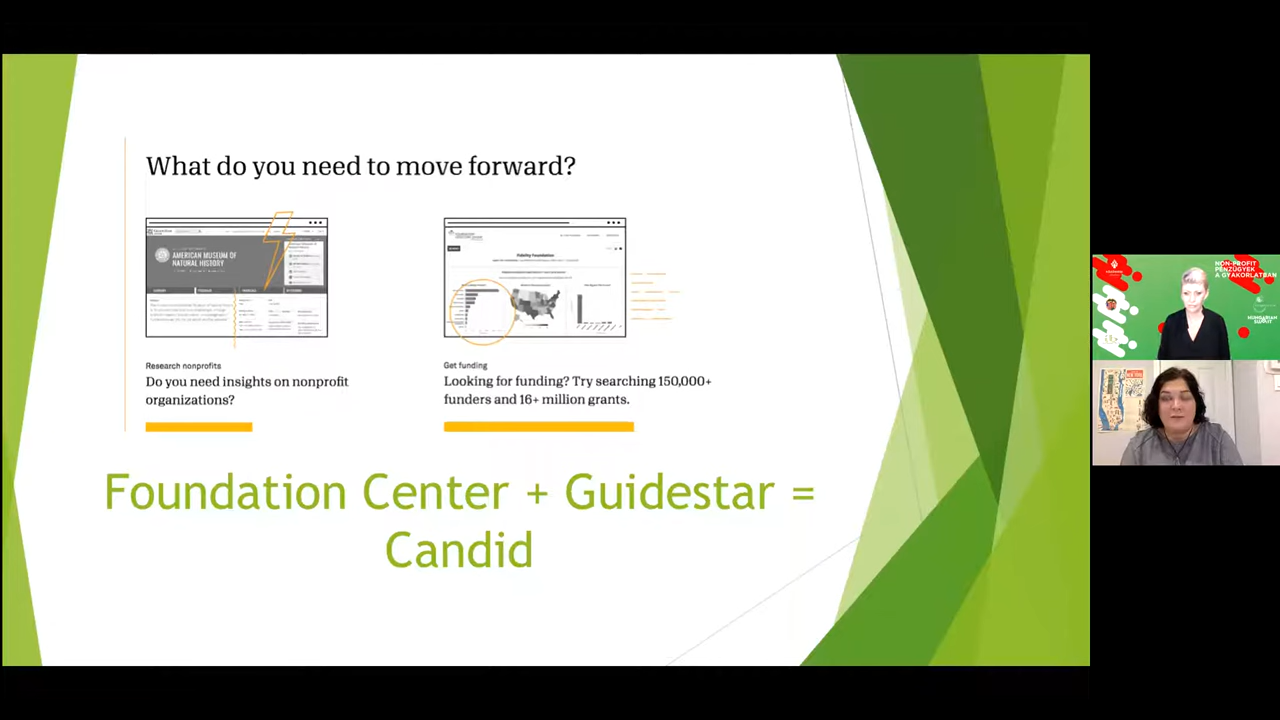 What do you need to move forward?
AMERICAN MUSEUM OF
NATURAL HISTORY
Fidelity Foundation
Research nonprofits
Do you need insights on nonprofit
organizations?
Get funding
Looking for funding? Try searching 150,000+
funders and 16+ million grants.
Foundation Center + Guidestar =
Candid
NON-PROFIT
PÉNZÜGYEK
A GYAKORLATBAN
HUNGARIAN
SUMMIT